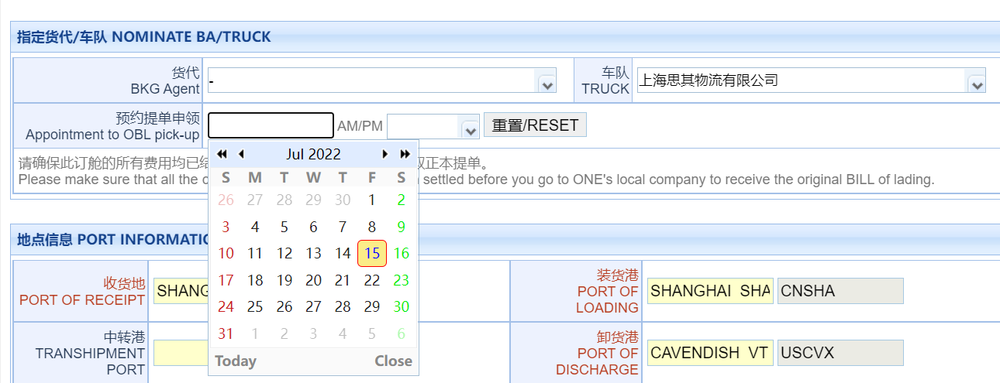 指定货代/车队 NOMINATE BA/TRUCK
货代
BKG Agent
-
车队
TRUCK
上海思其物流有限公司
预约提单申领
Appointment to OBL pick-up
AM/PM
重置/RESET
请确保此订舱的所有费用均已结
正本提单。
Please make sure that all the
settled before you go to ONE's local company to receive the original BILL of lading.
Jul 2022
S M T W T F S
26 27 28 29 30 1 2
3 4 5 6 7 8 9
10 11 12 13 14 15 16
17 18 19 20 21 22 23
24 25 26 27 28 29 30
31 1 2 3 4 5 6
Today Close
地点信息 PORT INFORMATIO
收货地
PORT OF RECEIPT
SHANG
装货港
PORT OF
LOADING
SHANGHAI SHA
CNSHA
中转港
TRANSHIPMENT
PORT
卸货港
PORT OF
DISCHARGE
CAVENDISH VT
USCVX